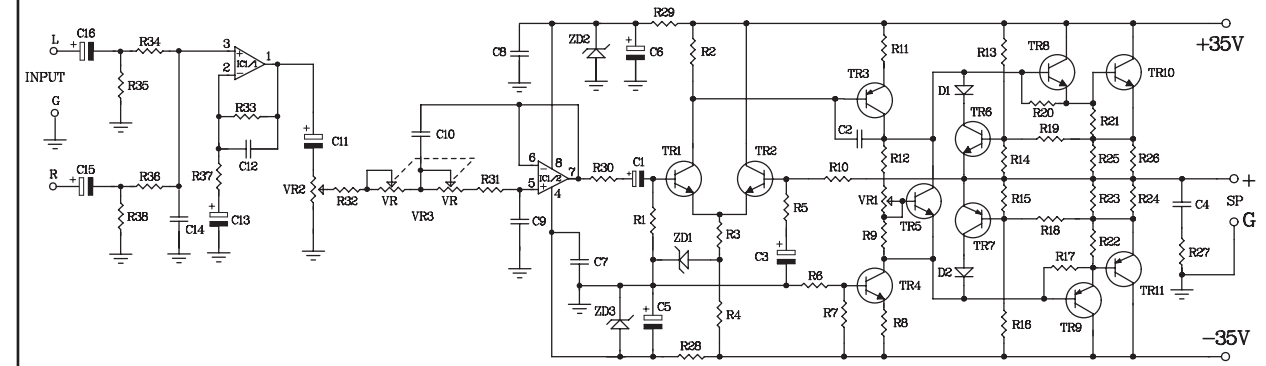 R29
C16
L
R34
3
1
IC1/1
2
C8
ZD2
C6
R2
R11
R13
TR8
+35V
INPUT
R35
R33
TR3
D1
TR6
R20
TR10
G
C12
C11
C10
C2
R19
R21
R
C15
R36
R37
VR2
R32
VR
VR3
VR
R31
6
8
7
5
IC1/2
4
R30
C1
TR1
TR2
R10
R12
R14
R25
R26
+
SP
R38
C14
C13
C9
R1
R3
R5
VR1
TR5
TR7
R15
R18
R23
R24
C4
G
C7
ZD1
C3
R9
R22
R27
R6
TR4
D2
R17
TR11
ZD3
C5
R4
R7
R8
R16
TR9
R28
-35V